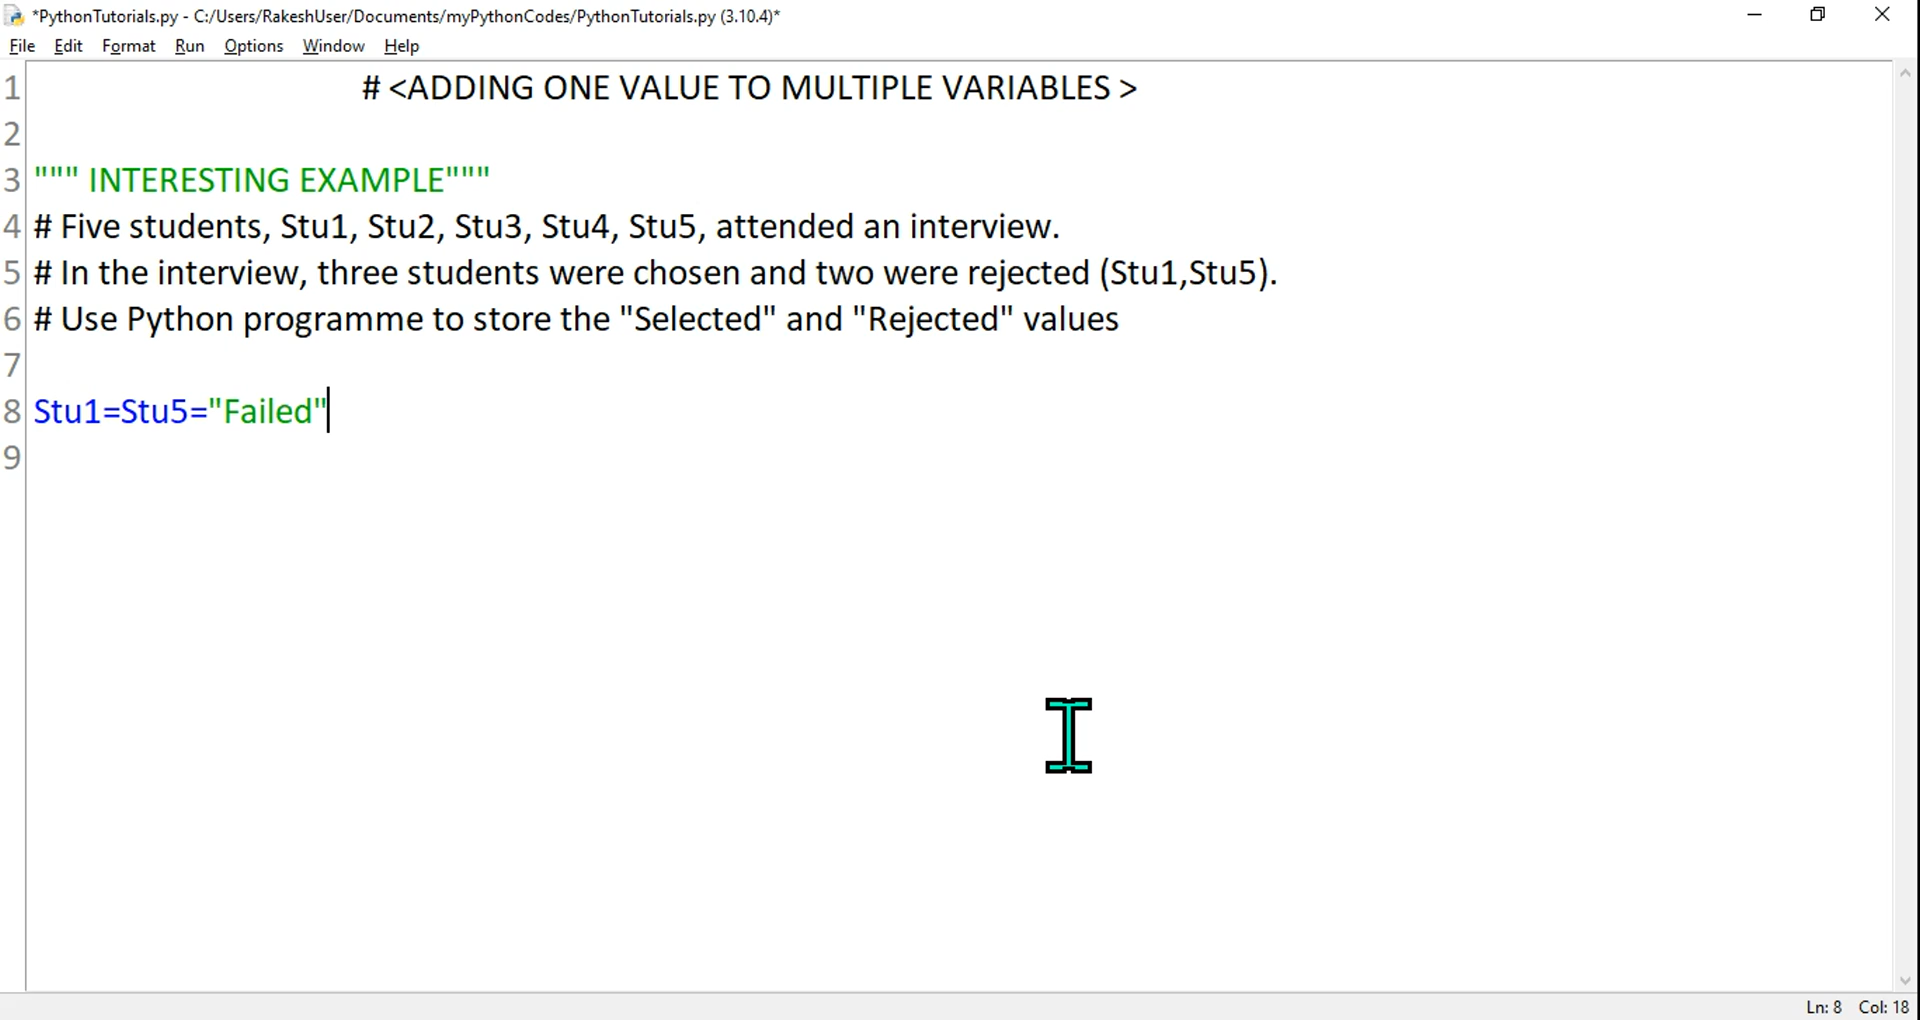 *PythonTutorials.py - C:/Users/RakeshUser/Documents/myPythonCodes/PythonTutorials.py (3.10.4)*
File Edit Format Run Options Window Help
1 # <ADDING ONE VALUE TO MULTIPLE VARIABLES >
2
3 """ INTERESTING EXAMPLE"""
4 # Five students, Stu1, Stu2, Stu3, Stu4, Stu5, attended an interview.
5 # In the interview, three students were chosen and two were rejected (Stu1,Stu5).
6 # Use Python programme to store the "Selected" and "Rejected" values
7
8 Stu1=Stu5="Failed"
9
Ln: 8 Col: 18